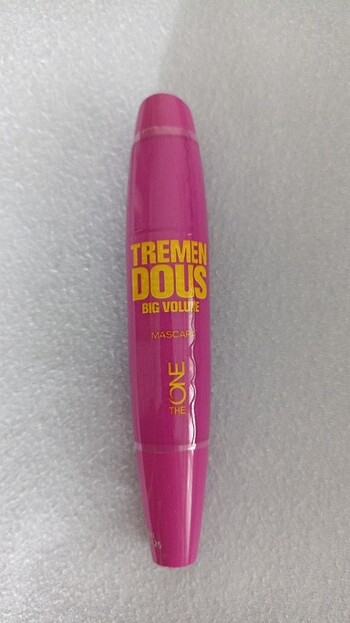 TREMEN
DOUS
BIG VOLUME
MASCARA
THE ONE